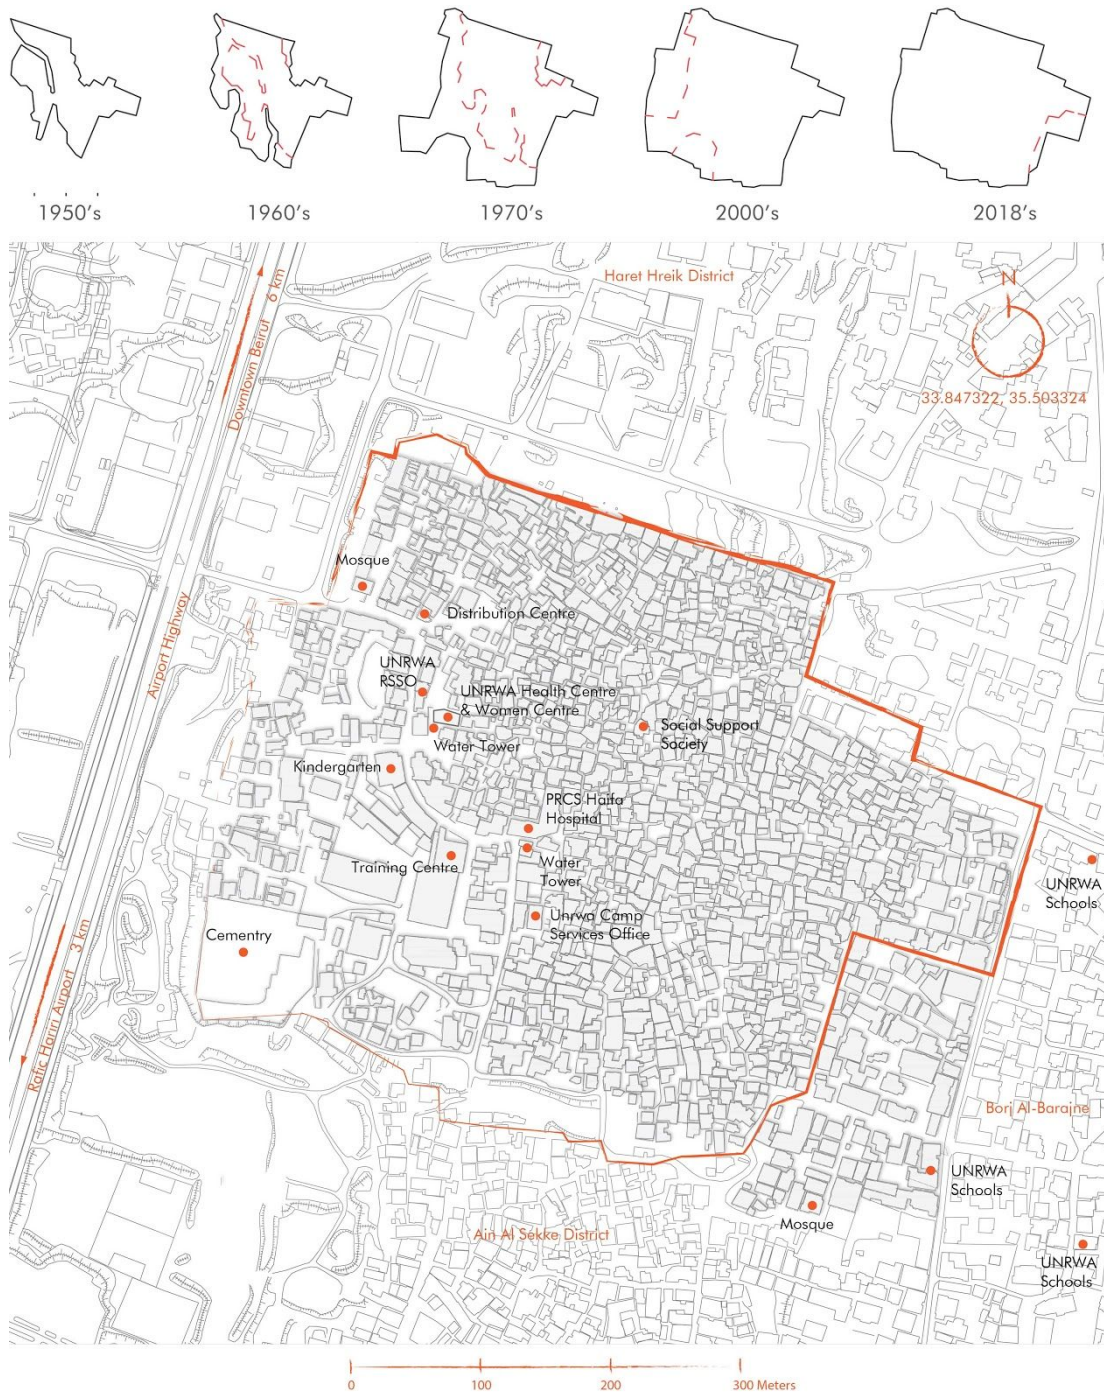 1950's
1960's
1970's
2000's
2018's
Haret Hreik District
N
33.847322, 35.503324
Downtown Beirut 6 km
Airport Highway
Rafic Hariri Airport 3 km
Mosque
Distribution Centre
UNRWA
RSSO
UNRWA Health Centre
& Women Centre
Water Tower
Social Support
Society
Kindergarten
PRCS Haifa
Hospital
Water
Tower
Training Centre
Unrwa Camp
Services Office
Cementry
UNRWA
Schools
Borj Al-Barajne
UNRWA
Schools
Mosque
Ain Al Sekke District
UNRWA
Schools
0 100 200 300 Meters